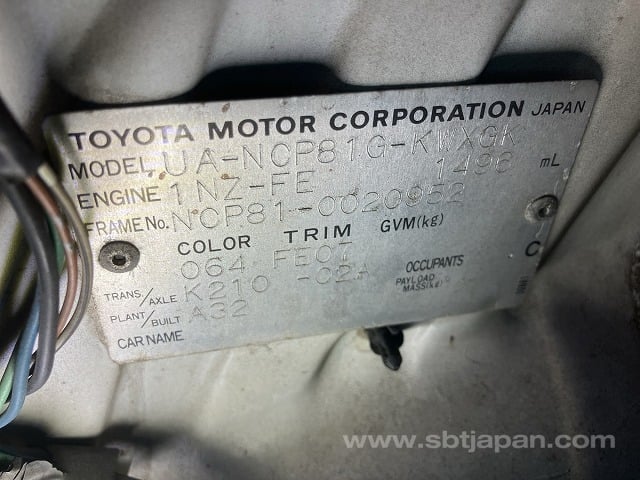 TOYOTA MOTOR CORPORATION JAPAN
MODEL UA-NCP81G-KWXGK
ENGINE 1NZ-FE 1496 mL
FRAME No. NCP81-0020952
COLOR TRIM GVM(kg)
064 FE07
TRANS/AXLE K210 -02A OCCUPANTS
PLANT/BUILT A32 PAYLOAD MASS(kg)
CAR NAME
C
www.sbtjapan.com